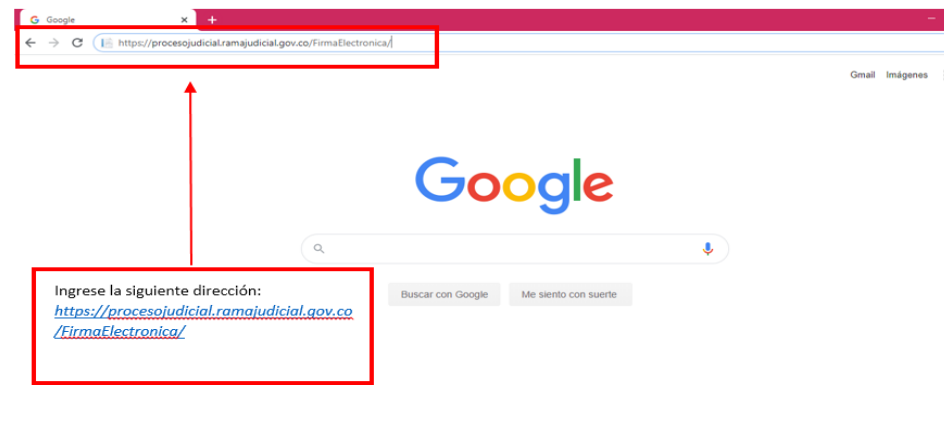 Google
https://procesojudicial.ramajudicial.gov.co/FirmaElectronica/
Gmail Imágenes
Google
Buscar con Google Me siento con suerte
Ingrese la siguiente dirección:
https://procesojudicial.ramajudicial.gov.co
/FirmaElectronica/